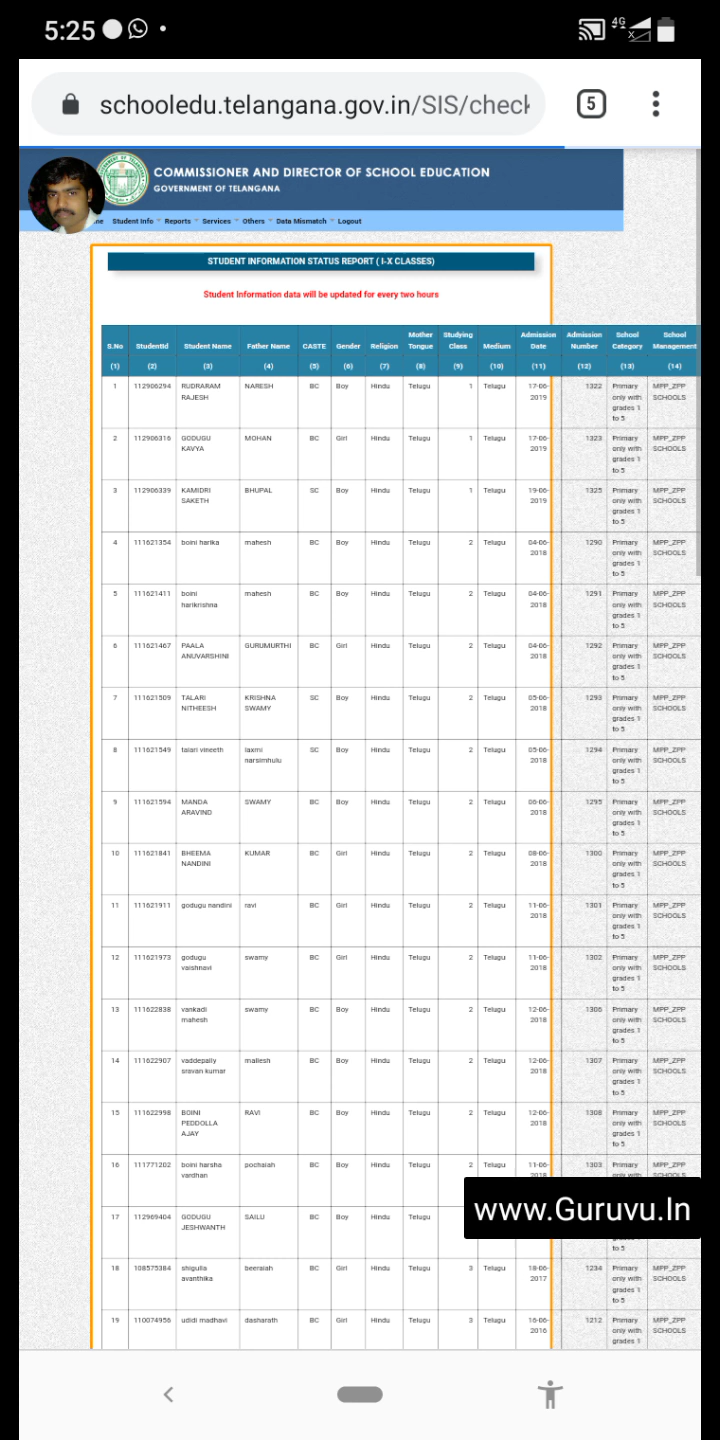 5:25
4G
schooledu.telangana.gov.in/SIS/check
5
COMMISSIONER AND DIRECTOR OF SCHOOL EDUCATION
GOVERNMENT OF TELANGANA
Student Info Reports Services Others Data Mismatch Logout
STUDENT INFORMATION STATUS REPORT ( I-X CLASSES)
Student Information data will be updated for every two hours
S.No StudentId Student Name Father Name CASTE Gender Religion Mother Tongue Studying Class Medium Admission Date Admission Number School Category School Management
(1) (2) (3) (4) (5) (6) (7) (8) (9) (10) (11) (12) (13) (14)
1 112906294 RUDRARAM RAJESH NARESH BC Boy Hindu Telugu 1 Telugu 17-06-2019 1322 Primary only with grades 1 to 5 MPP_ZPP SCHOOLS
2 112906316 GODUGU KAVYA MOHAN BC Girl Hindu Telugu 1 Telugu 17-06-2019 1323 Primary only with grades 1 to 5 MPP_ZPP SCHOOLS
3 112906339 KAMIDRI SAKETH BHUPAL SC Boy Hindu Telugu 1 Telugu 19-06-2019 1325 Primary only with grades 1 to 5 MPP_ZPP SCHOOLS
4 111621354 boini harika mahesh BC Boy Hindu Telugu 2 Telugu 04-06-2018 1290 Primary only with grades 1 to 5 MPP_ZPP SCHOOLS
5 111621411 boini harikrishna mahesh BC Boy Hindu Telugu 2 Telugu 04-06-2018 1291 Primary only with grades 1 to 5 MPP_ZPP SCHOOLS
6 111621467 PAALA ANUVARSHINI GURUMURTHI BC Girl Hindu Telugu 2 Telugu 04-06-2018 1292 Primary only with grades 1 to 5 MPP_ZPP SCHOOLS
7 111621509 TALARI NITHEESH KRISHNA SWAMY SC Boy Hindu Telugu 2 Telugu 05-06-2018 1293 Primary only with grades 1 to 5 MPP_ZPP SCHOOLS
8 111621549 talari vineeth laxmi narsimhulu SC Boy Hindu Telugu 2 Telugu 05-06-2018 1294 Primary only with grades 1 to 5 MPP_ZPP SCHOOLS
9 111621594 MANDA ARAVIND SWAMY BC Boy Hindu Telugu 2 Telugu 06-06-2018 1295 Primary only with grades 1 to 5 MPP_ZPP SCHOOLS
10 111621841 BHEEMA NANDINI KUMAR BC Girl Hindu Telugu 2 Telugu 08-06-2018 1300 Primary only with grades 1 to 5 MPP_ZPP SCHOOLS
11 111621911 godugu nandini ravi BC Girl Hindu Telugu 2 Telugu 11-06-2018 1301 Primary only with grades 1 to 5 MPP_ZPP SCHOOLS
12 111621973 godugu vaishnavi swamy BC Girl Hindu Telugu 2 Telugu 11-06-2018 1302 Primary only with grades 1 to 5 MPP_ZPP SCHOOLS
13 111622838 vankadi mahesh swamy BC Boy Hindu Telugu 2 Telugu 12-06-2018 1306 Primary only with grades 1 to 5 MPP_ZPP SCHOOLS
14 111622907 vaddepally sravan kumar mallesh BC Boy Hindu Telugu 2 Telugu 12-06-2018 1307 Primary only with grades 1 to 5 MPP_ZPP SCHOOLS
15 111622998 BOINI PEDDOLLA AJAY RAVI BC Boy Hindu Telugu 2 Telugu 12-06-2018 1308 Primary only with grades 1 to 5 MPP_ZPP SCHOOLS
16 111771202 boini harsha vardhan pochaiah BC Boy Hindu Telugu 2 Telugu 11-06-2018 1303 Primary only with MPP_ZPP SCHOOLS
www.Guruvu.In
17 112969404 GODUGU JESHWANTH SAILU BC Boy Hindu Telugu to 5
18 108575384 shigulla avanthika beeraiah BC Girl Hindu Telugu 3 Telugu 18-06-2017 1234 Primary only with grades 1 to 5 MPP_ZPP SCHOOLS
19 110074956 udidi madhavi dasharath BC Girl Hindu Telugu 3 Telugu 16-06-2016 1212 Primary only with grades 1 MPP_ZPP SCHOOLS